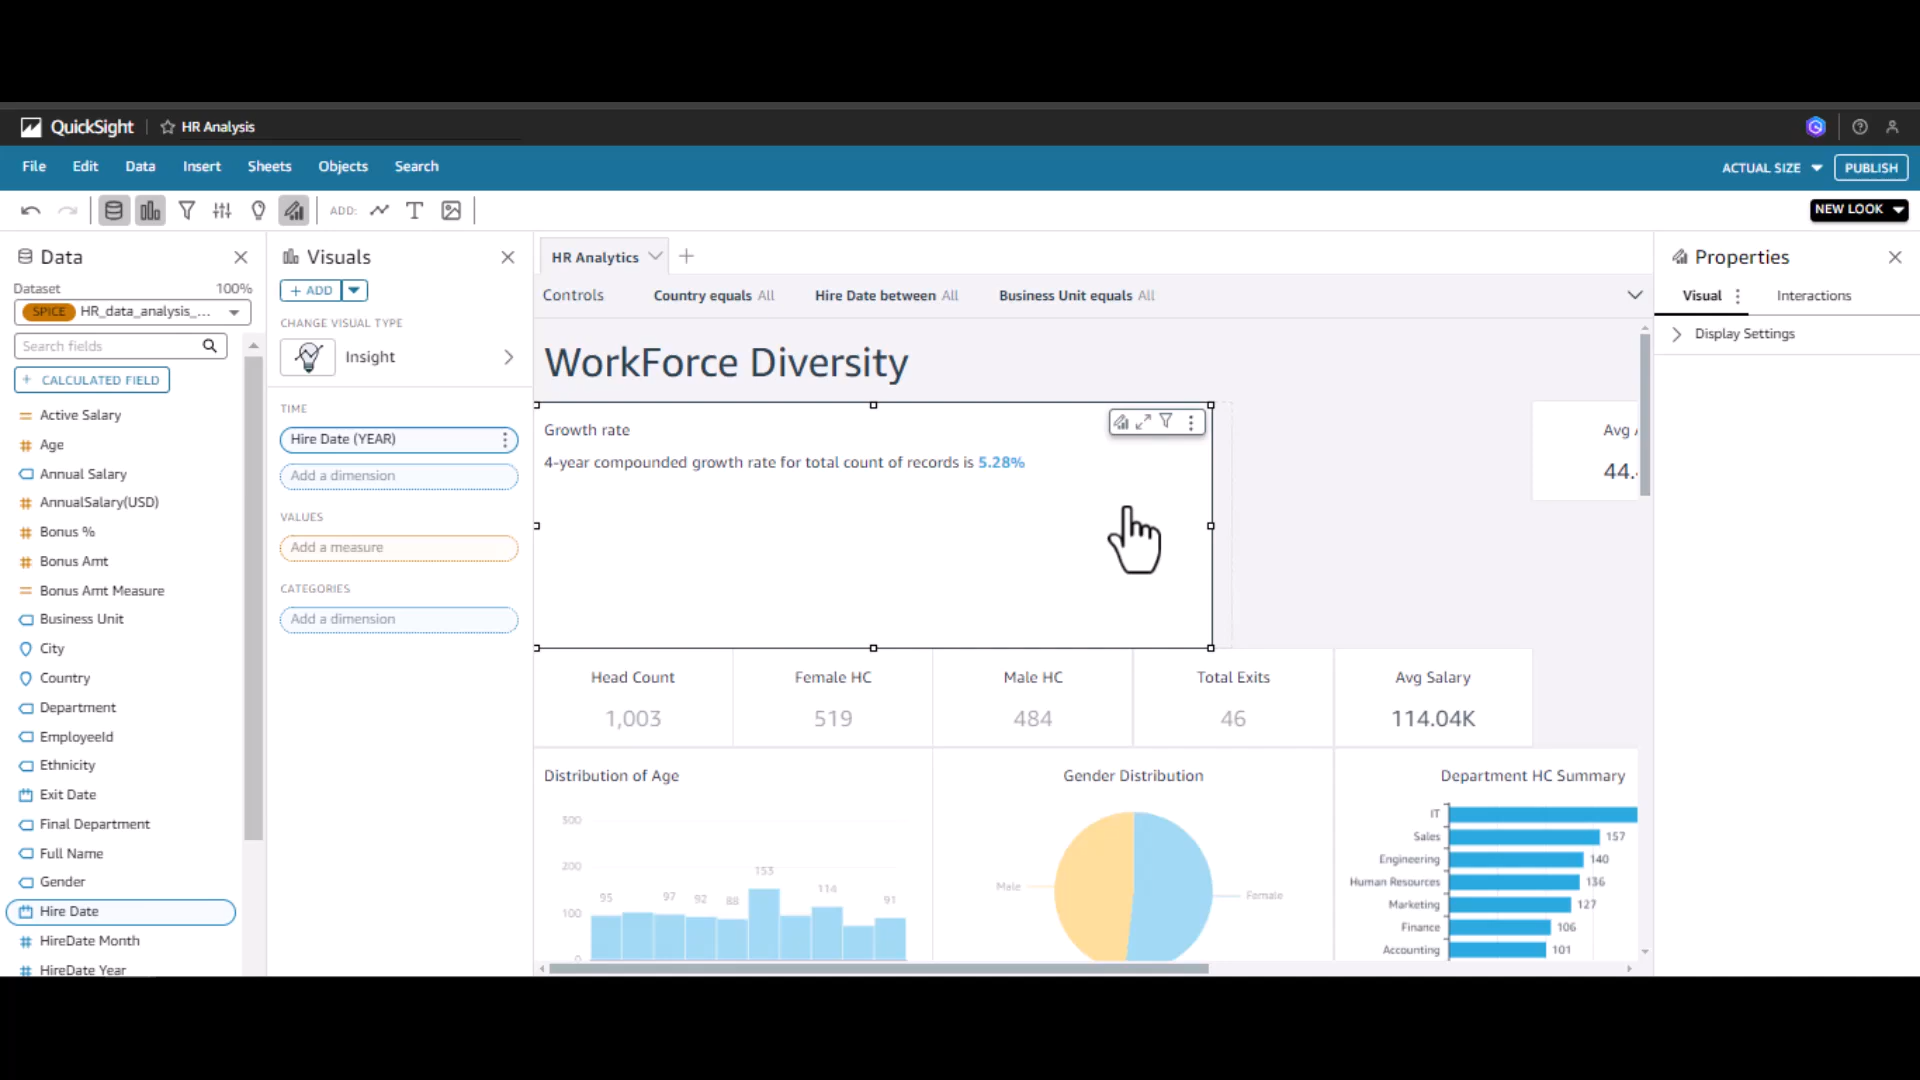 QuickSight
HR Analysis
File Edit Data Insert Sheets Objects Search
ACTUAL SIZE
PUBLISH
ADD:
NEW LOOK
Data
Dataset 100%
SPICE HR_data_analysis_...
Search fields
+ CALCULATED FIELD
Active Salary
Age
Annual Salary
AnnualSalary(USD)
Bonus %
Bonus Amt
Bonus Amt Measure
Business Unit
City
Country
Department
EmployeeId
Ethnicity
Exit Date
Final Department
Full Name
Gender
Hire Date
HireDate Month
HireDate Year
Visuals
+ ADD
CHANGE VISUAL TYPE
Insight
TIME
Hire Date (YEAR)
Add a dimension
VALUES
Add a measure
CATEGORIES
Add a dimension
HR Analytics
Controls Country equals All Hire Date between All Business Unit equals All
WorkForce Diversity
Growth rate
4-year compounded growth rate for total count of records is 5.28%
Avg
44.
Head Count Female HC Male HC Total Exits Avg Salary
1,003 519 484 46 114.04K
Distribution of Age
200
100
0
95 97 92 88 153 114 91
Gender Distribution
Male
Female
Department HC Summary
IT
Sales 157
Engineering 140
Human Resources 136
Marketing 127
Finance 106
Accounting 101
Properties
Visual Interactions
Display Settings